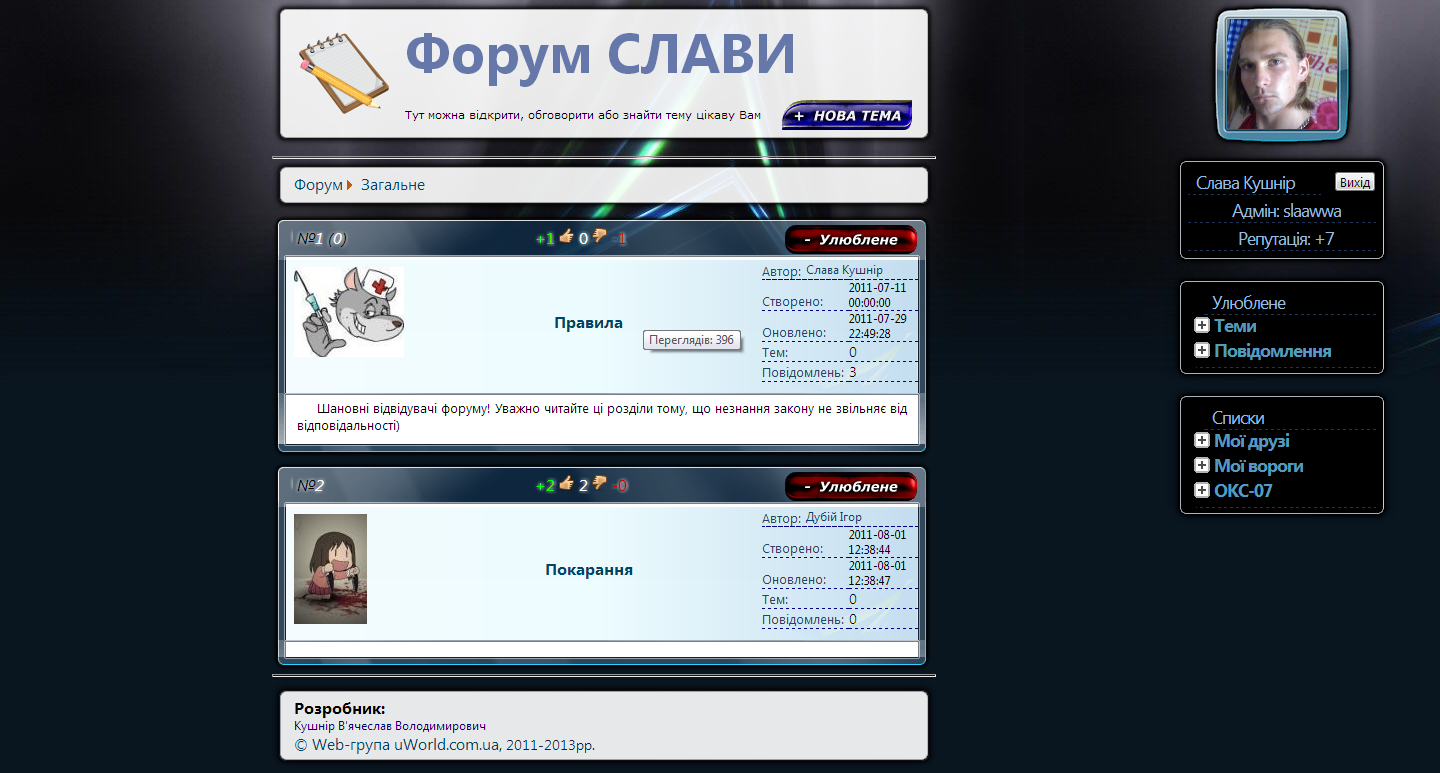 Форум СЛАВИ
Тут можна відкрити, обговорити або знайти тему цікаву Вам
+ НОВА ТЕМА
Форум Загальне
№1 (0) +1 0 -1 - Улюблене
Автор: Слава Кушнір
Створено: 2011-07-11 00:00:00
Оновлено: 2011-07-29 22:49:28
Тем: 0
Повідомлень: 3
Правила
Переглядів: 396
Шановні відвідувачі форуму! Уважно читайте ці розділи тому, що незнання закону не звільняє від
відповідальності)
№2 +2 2 -0 - Улюблене
Автор: Дубій Ігор
Створено: 2011-08-01 12:38:44
Оновлено: 2011-08-01 12:38:47
Тем: 0
Повідомлень: 0
Покарання
Розробник:
Кушнір В'ячеслав Володимирович
© Web-група uWorld.com.ua, 2011-2013рр.
Слава Кушнір Вихід
Адмін: slaawwa
Репутація: +7
Улюблене
Теми
Повідомлення
Списки
Мої друзі
Мої вороги
ОКС-07